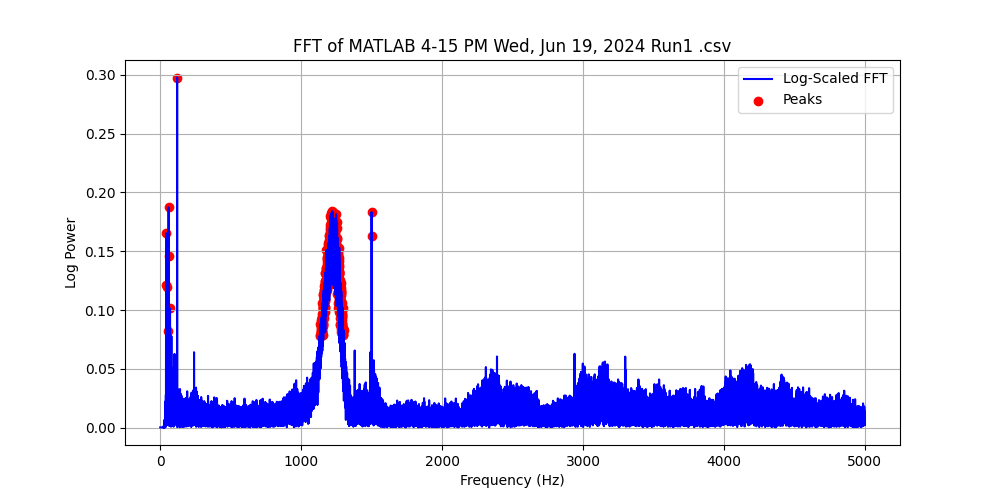 FFT of MATLAB 4-15 PM Wed, Jun 19, 2024 Run1 .csv
Log-Scaled FFT
Peaks
0.30
0.25
0.20
0.15
0.10
0.05
0.00
Log Power
0 1000 2000 3000 4000 5000
Frequency (Hz)